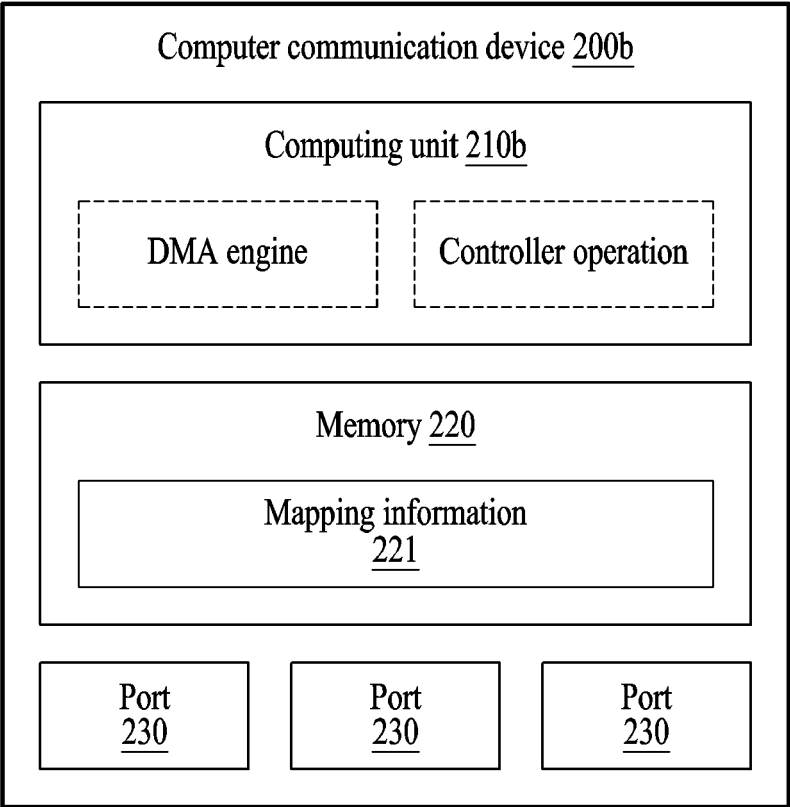 Computer communication device 200b
Computing unit 210b
DMA engine
Controller operation
Memory 220
Mapping information
221
Port
230
Port
230
Port
230